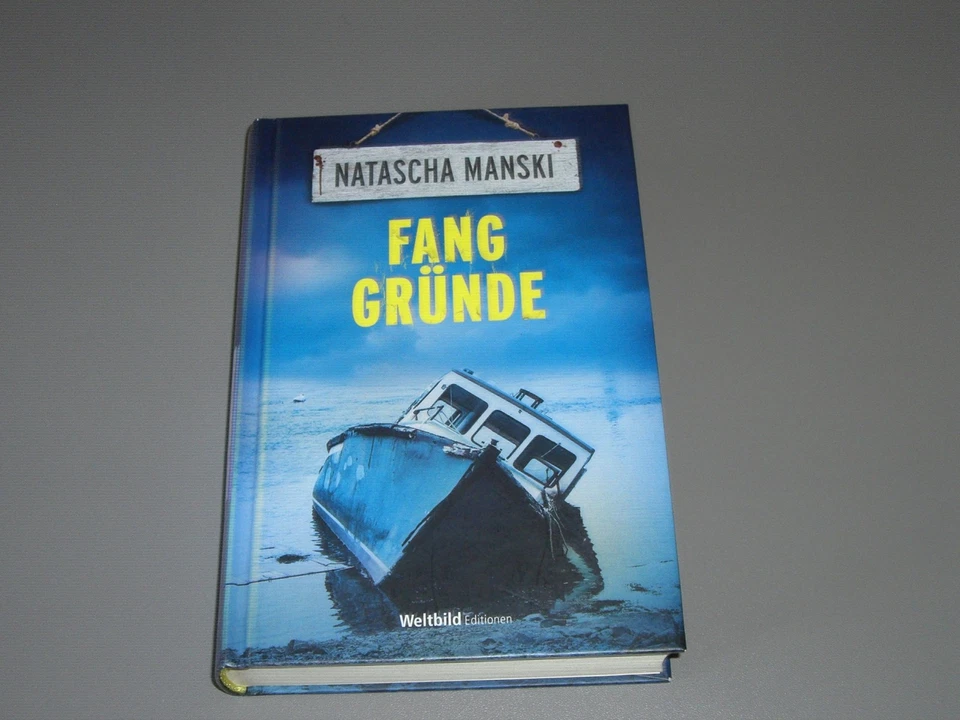 NATASCHA MANSKI
FANG
GRÜNDE
Weltbild Editionen